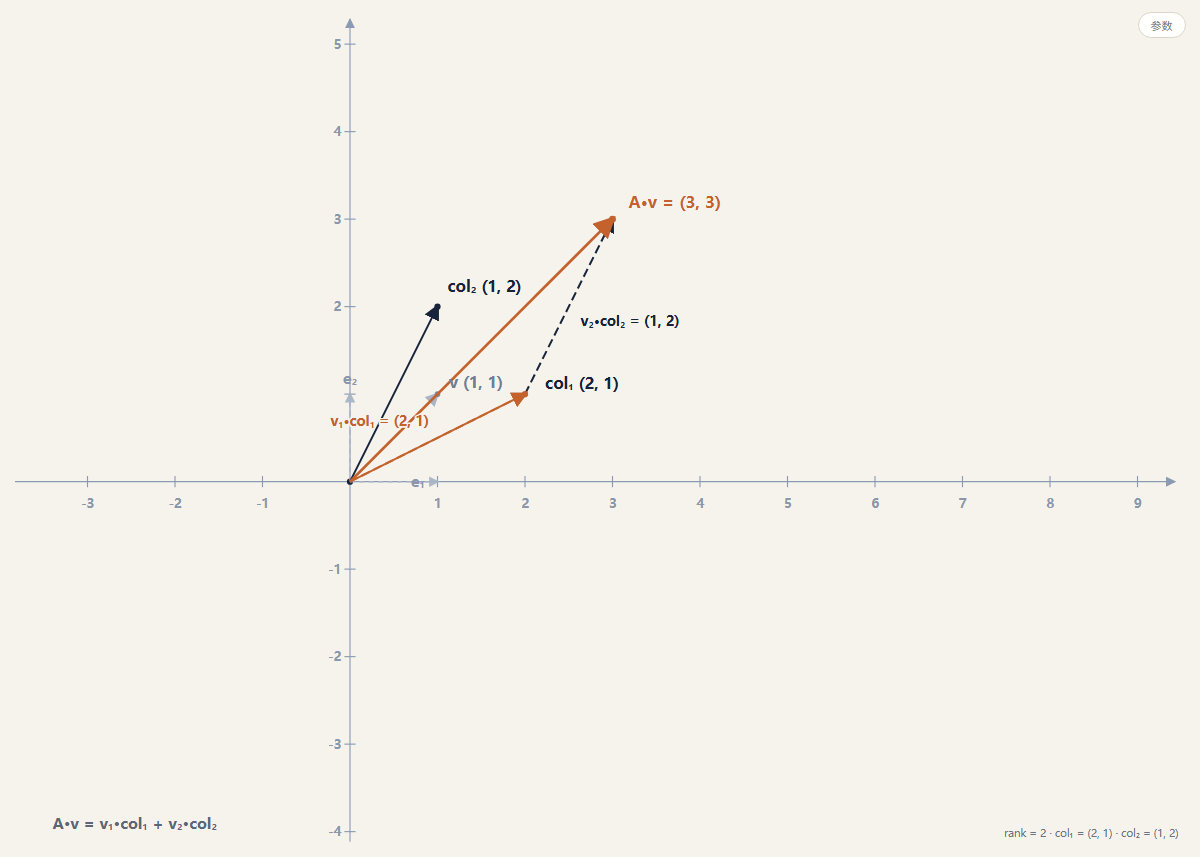 参数
5
4
A•v = (3, 3)
3
col₂ (1, 2)
2
v₂•col₂ = (1, 2)
e₂
v (1, 1)
col₁ (2, 1)
v₁•col₁ = (2, 1)
e₁
-3 -2 -1 1 2 3 4 5 6 7 8 9
-1
-2
-3
-4
A•v = v₁•col₁ + v₂•col₂
rank = 2 · col₁ = (2, 1) · col₂ = (1, 2)